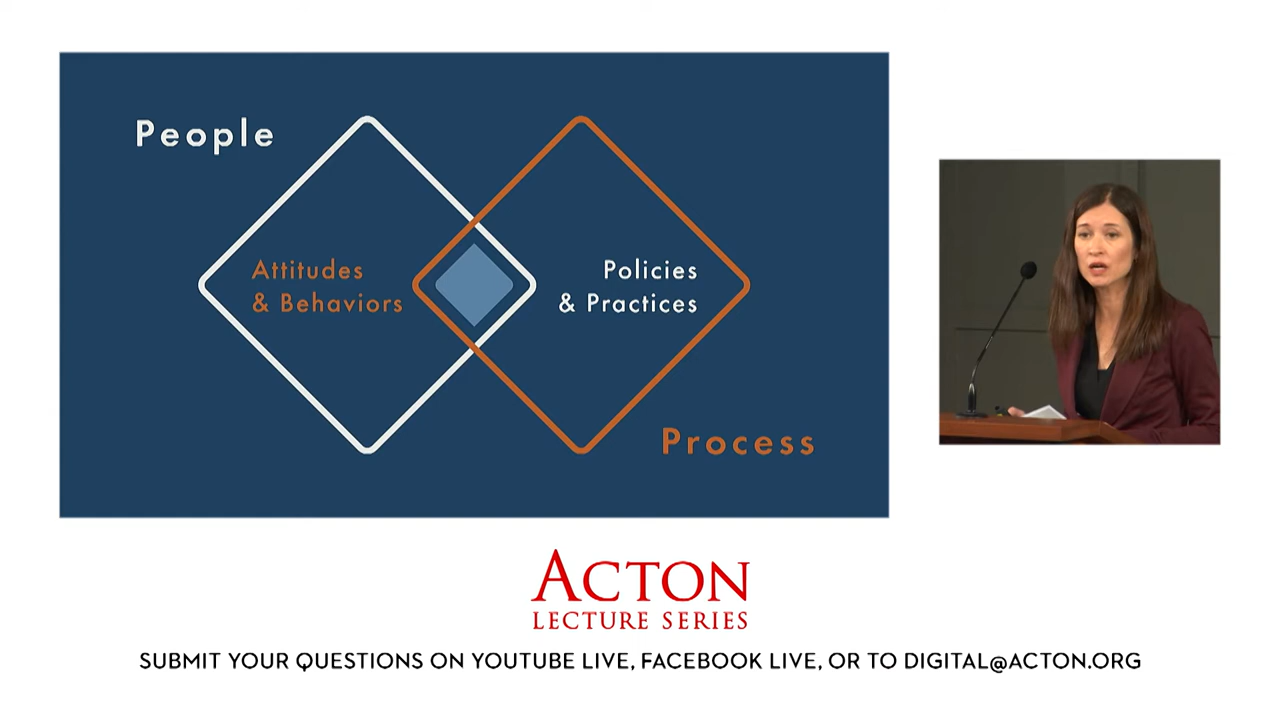 People
Attitudes
& Behaviors
Policies
& Practices
Process
ACTON
LECTURE SERIES
SUBMIT YOUR QUESTIONS ON YOUTUBE LIVE, FACEBOOK LIVE, OR TO DIGITAL@ACTON.ORG